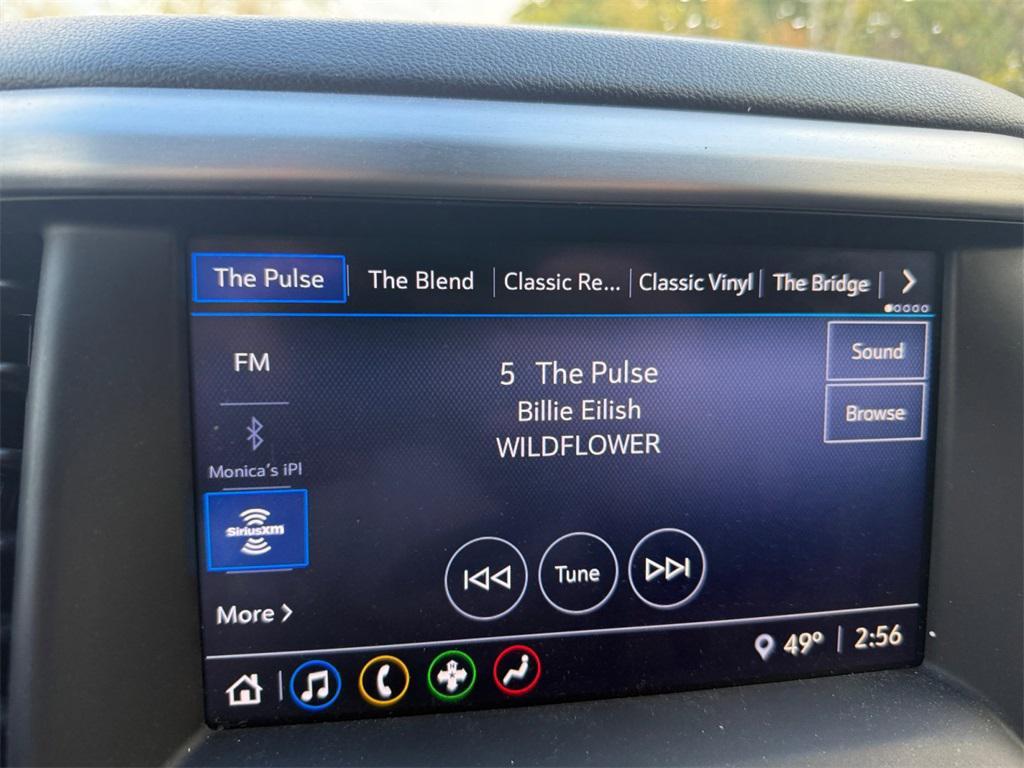 The Pulse The Blend Classic Re... Classic Vinyl The Bridge
FM
5 The Pulse
Sound
Billie Eilish
Browse
WILDFLOWER
Monica's iPl
SiriusXm
Tune
More
49° 2:56